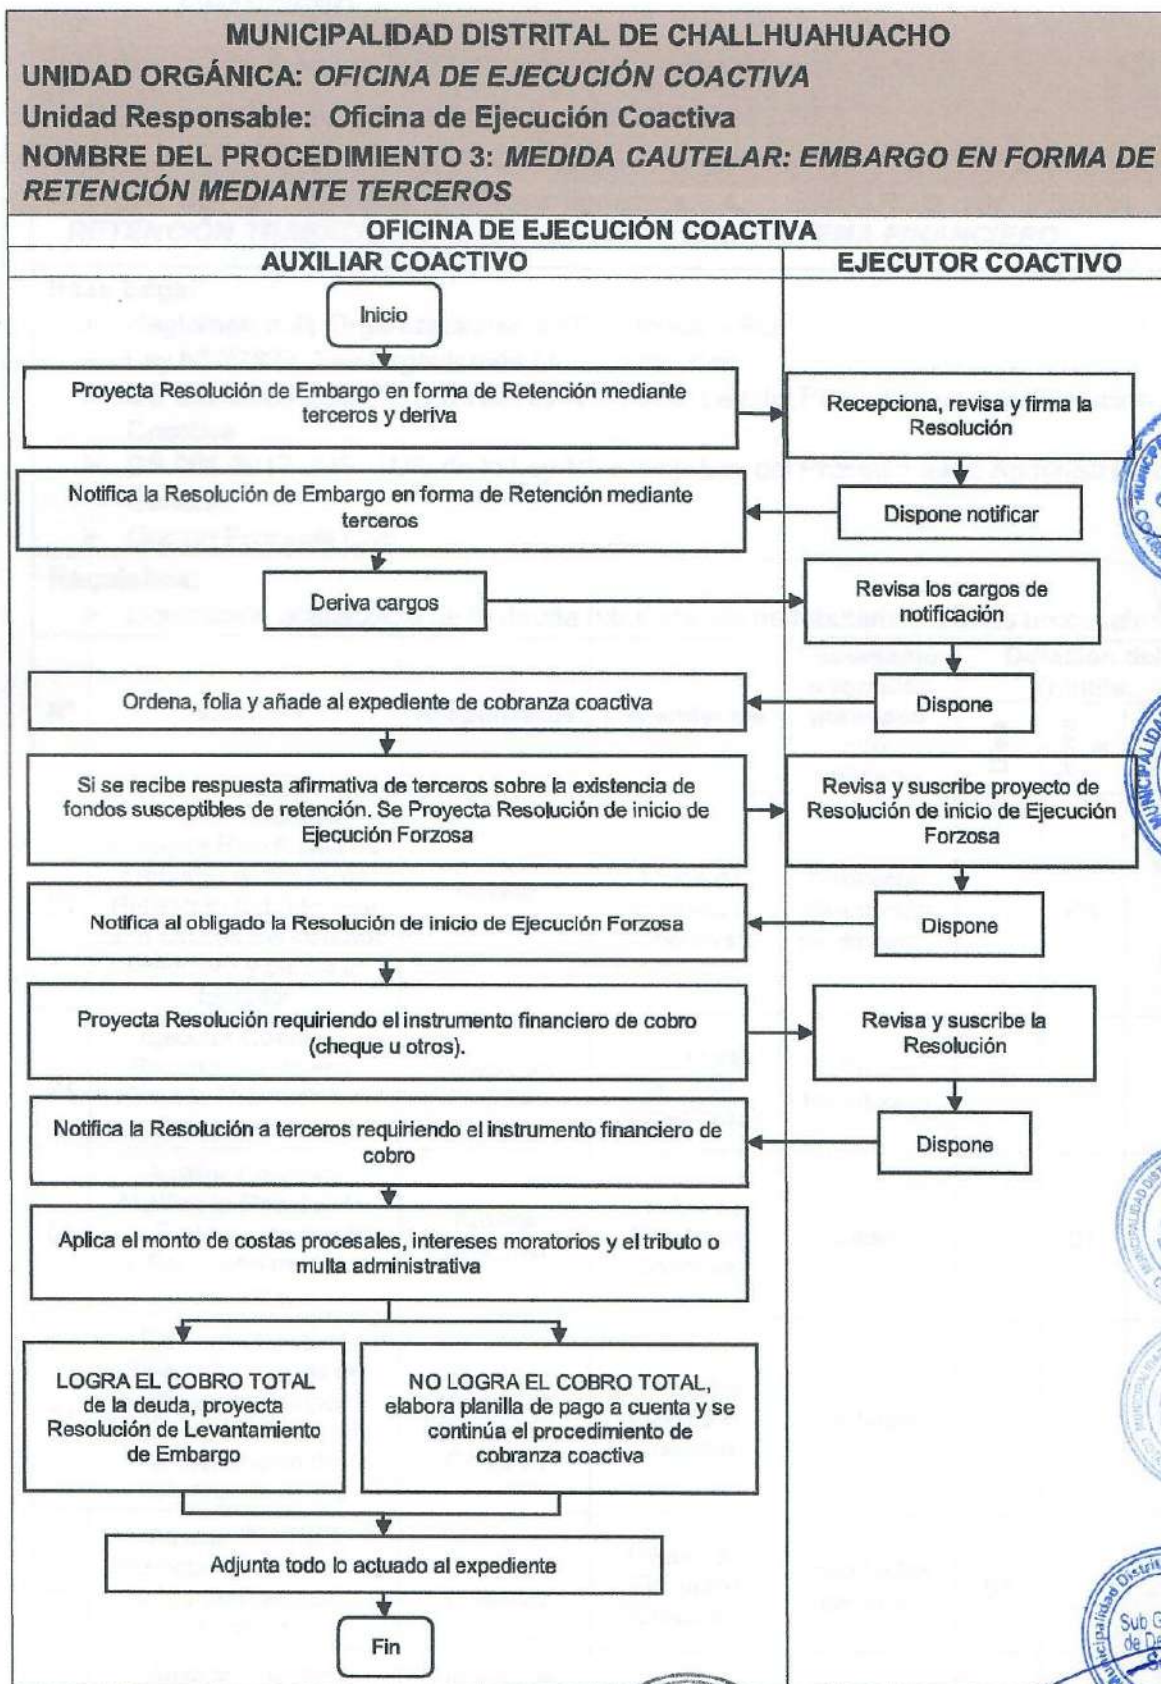 MUNICIPALIDAD DISTRITAL DE CHALLHUAHUACHO
UNIDAD ORGÁNICA: OFICINA DE EJECUCIÓN COACTIVA
Unidad Responsable: Oficina de Ejecución Coactiva
NOMBRE DEL PROCEDIMIENTO 3: MEDIDA CAUTELAR: EMBARGO EN FORMA DE
RETENCIÓN MEDIANTE TERCEROS
OFICINA DE EJECUCIÓN COACTIVA
AUXILIAR COACTIVO
EJECUTOR COACTIVO
Inicio
Proyecta Resolución de Embargo en forma de Retención mediante
terceros y deriva
Recepciona, revisa y firma la
Resolución
Dispone notificar
Notifica la Resolución de Embargo en forma de Retención mediante
terceros
Deriva cargos
Revisa los cargos de
notificación
Dispone
Ordena, folia y añade al expediente de cobranza coactiva
Si se recibe respuesta afirmativa de terceros sobre la existencia de
fondos susceptibles de retención. Se Proyecta Resolución de inicio de
Ejecución Forzosa
Revisa y suscribe proyecto de
Resolución de inicio de Ejecución
Forzosa
Dispone
Notifica al obligado la Resolución de inicio de Ejecución Forzosa
Proyecta Resolución requiriendo el instrumento financiero de cobro
(cheque u otros).
Revisa y suscribe la
Resolución
Dispone
Notifica la Resolución a terceros requiriendo el instrumento financiero de
cobro
Aplica el monto de costas procesales, intereses moratorios y el tributo o
multa administrativa
LOGRA EL COBRO TOTAL
de la deuda, proyecta
Resolución de Levantamiento
de Embargo
NO LOGRA EL COBRO TOTAL,
elabora planilla de pago a cuenta y se
continúa el procedimiento de
cobranza coactiva
Adjunta todo lo actuado al expediente
Fin